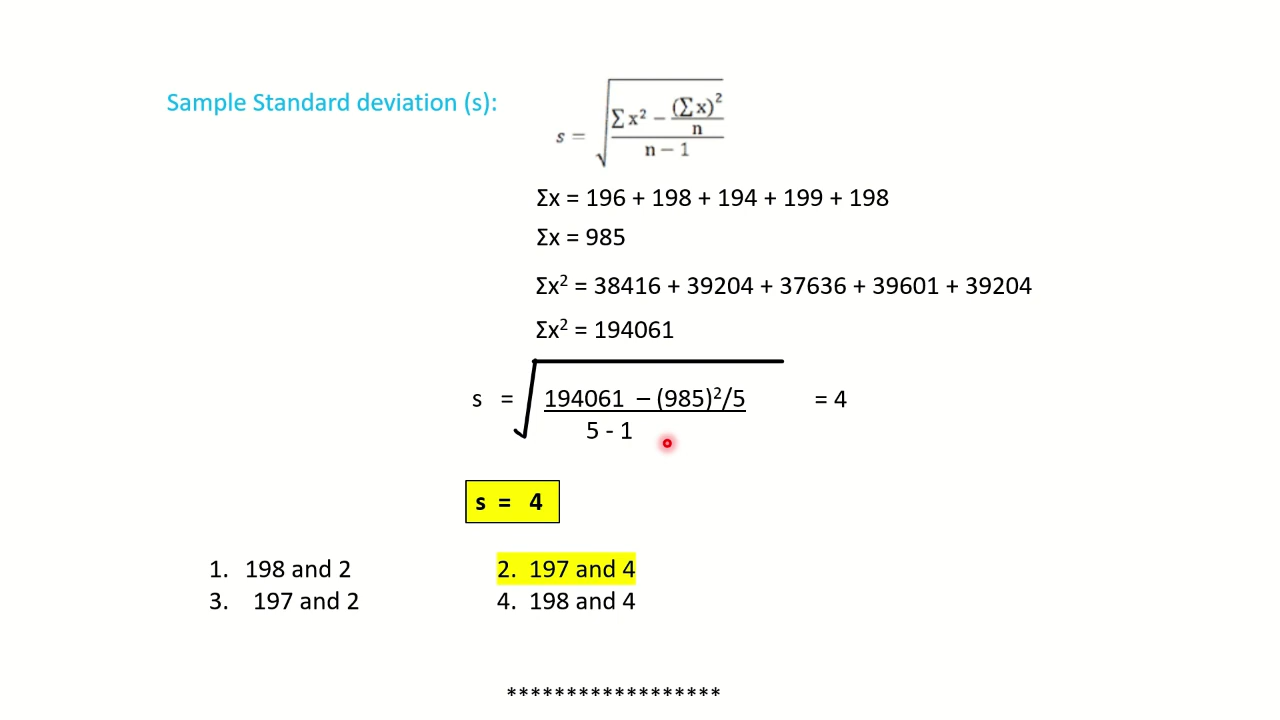 Sample Standard deviation (s):
s = √((∑x² − (∑x)²/n)/(n − 1))
Σx = 196 + 198 + 194 + 199 + 198
Σx = 985
Σx² = 38416 + 39204 + 37636 + 39601 + 39204
Σx² = 194061
s = √((194061 – (985)²/5)/(5 - 1)) = 4
s = 4
1. 198 and 2 2. 197 and 4
3. 197 and 2 4. 198 and 4
******************